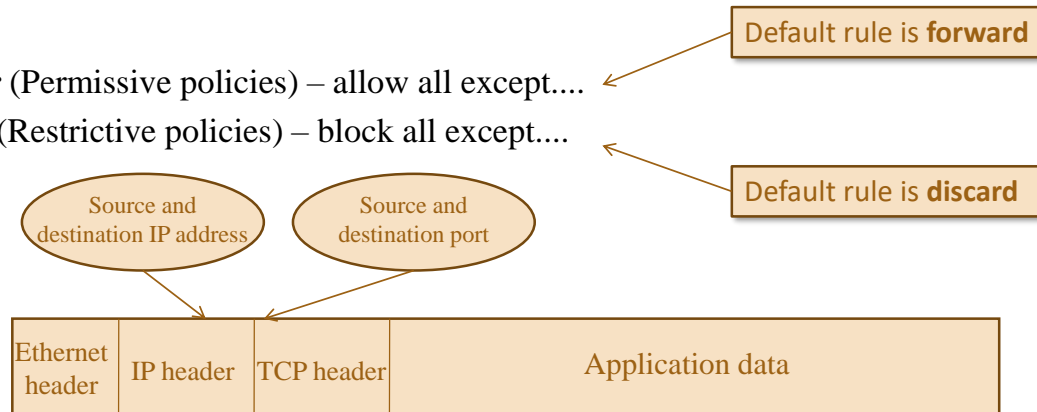 Default rule is forward
(Permissive policies) – allow all except....
(Restrictive policies) – block all except....
Default rule is discard
Source and
destination IP address
Source and
destination port
Ethernet
header
IP header
TCP header
Application data